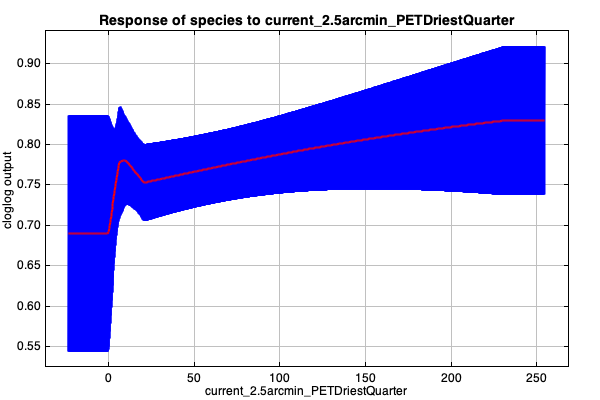 Response of species to current_2.5arcmin_PETDriestQuarter
0.90
0.85
0.80
0.75
0.70
0.65
0.60
0.55
cloglog output
0 50 100 150 200 250
current_2.5arcmin_PETDriestQuarter